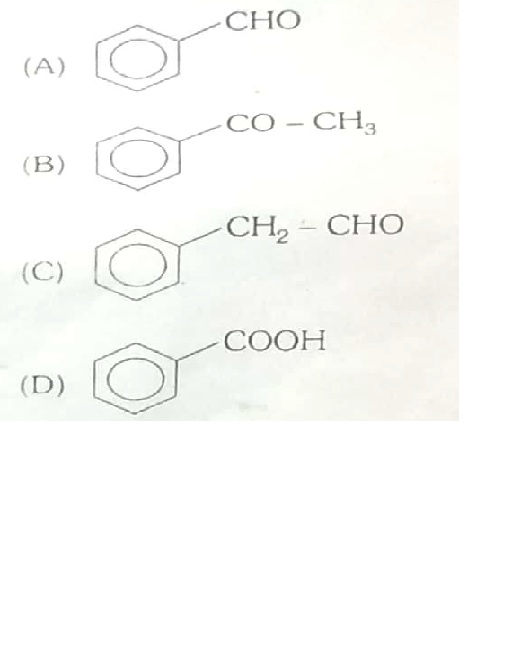 CHO
(A)
CO – CH₃
(B)
CH₂ – CHO
(C)
COOH
(D)